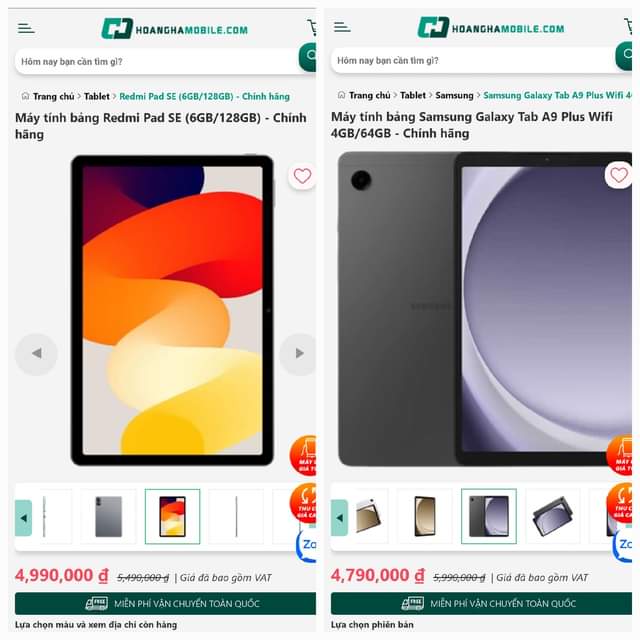 HOANGHAMOBILE.COM
Hôm nay bạn cần tìm gì?
Trang chủ > Tablet > Redmi Pad SE (6GB/128GB) - Chính hãng
Máy tính bảng Redmi Pad SE (6GB/128GB) - Chính
hãng
4,990,000 ₫ 5,490,000 ₫ | Giá đã bao gồm VAT
FREE MIỄN PHÍ VẬN CHUYỂN TOÀN QUỐC
Lựa chọn màu và xem địa chỉ còn hàng
HOANGHAMOBILE.COM
Hôm nay bạn cần tìm gì?
Trang chủ > Tablet > Samsung > Samsung Galaxy Tab A9 Plus Wifi
Máy tính bảng Samsung Galaxy Tab A9 Plus Wifi
4GB/64GB - Chính hãng
SAMSUNG
4,790,000 ₫ 5,990,000 ₫ | Giá đã bao gồm VAT
FREE MIỄN PHÍ VẬN CHUYỂN TOÀN QUỐC
Lựa chọn phiên bản